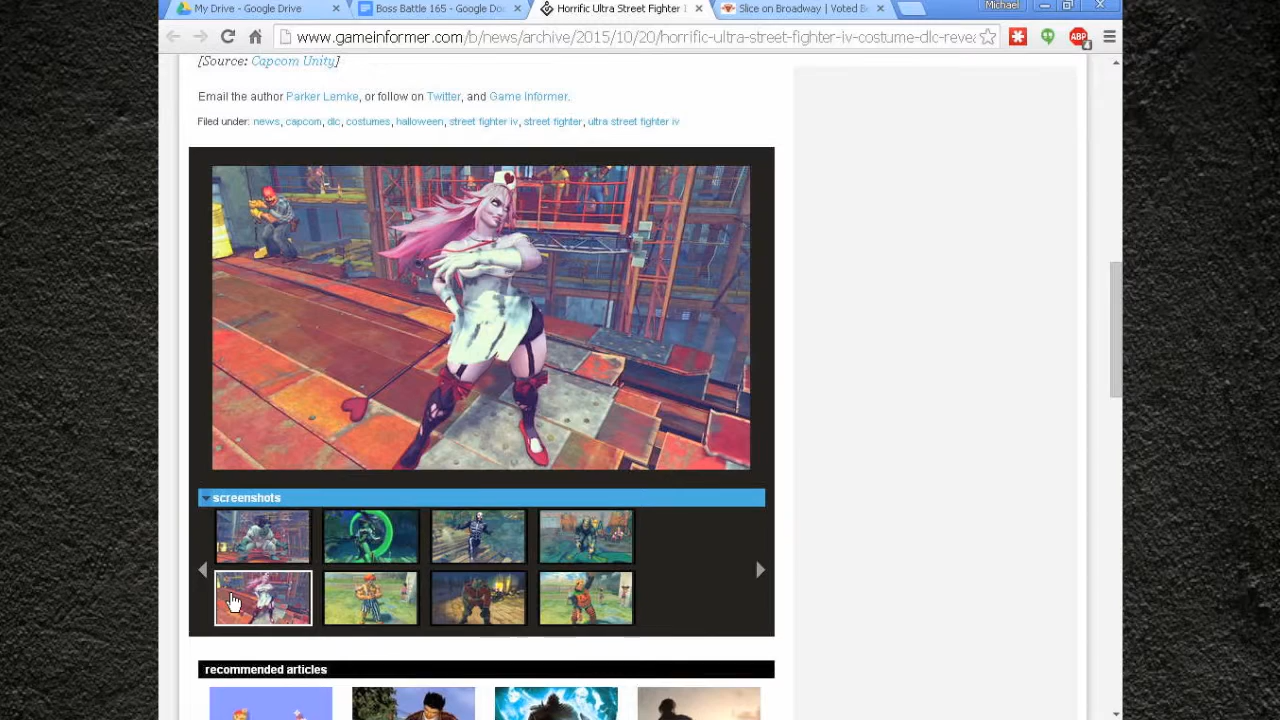 My Drive - Google Drive
Boss Battle 165 - Google Do
Horrific Ultra Street Fighter
Slice on Broadway | Voted B
Michael
www.gameinformer.com/b/news/archive/2015/10/20/horrific-ultra-street-fighter-iv-costume-dlc-reve
ABP
4
[Source: Capcom Unity]
Email the author Parker Lemke, or follow on Twitter, and Game Informer.
Filed under: news, capcom, dlc, costumes, halloween, street fighter iv, street fighter, ultra street fighter iv
screenshots
recommended articles